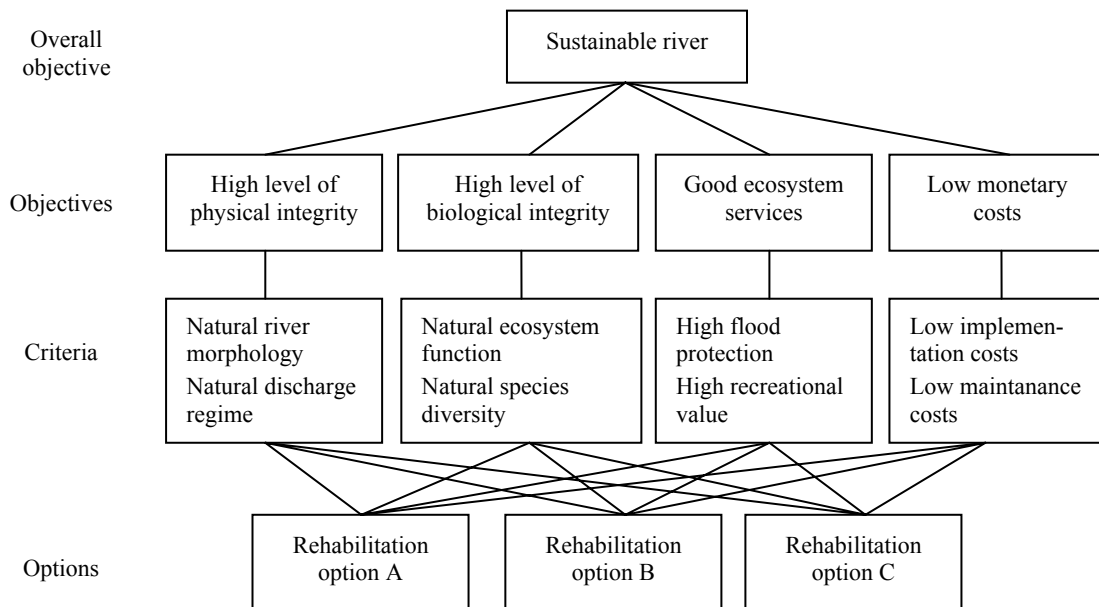 Overall
objective
Sustainable river
Objectives
High level of
physical integrity
High level of
biological integrity
Good ecosystem
services
Low monetary
costs
Criteria
Natural river
morphology
Natural discharge
regime
Natural ecosystem
function
Natural species
diversity
High flood
protection
High recreational
value
Low implemen-
tation costs
Low maintanance
costs
Options
Rehabilitation
option A
Rehabilitation
option B
Rehabilitation
option C